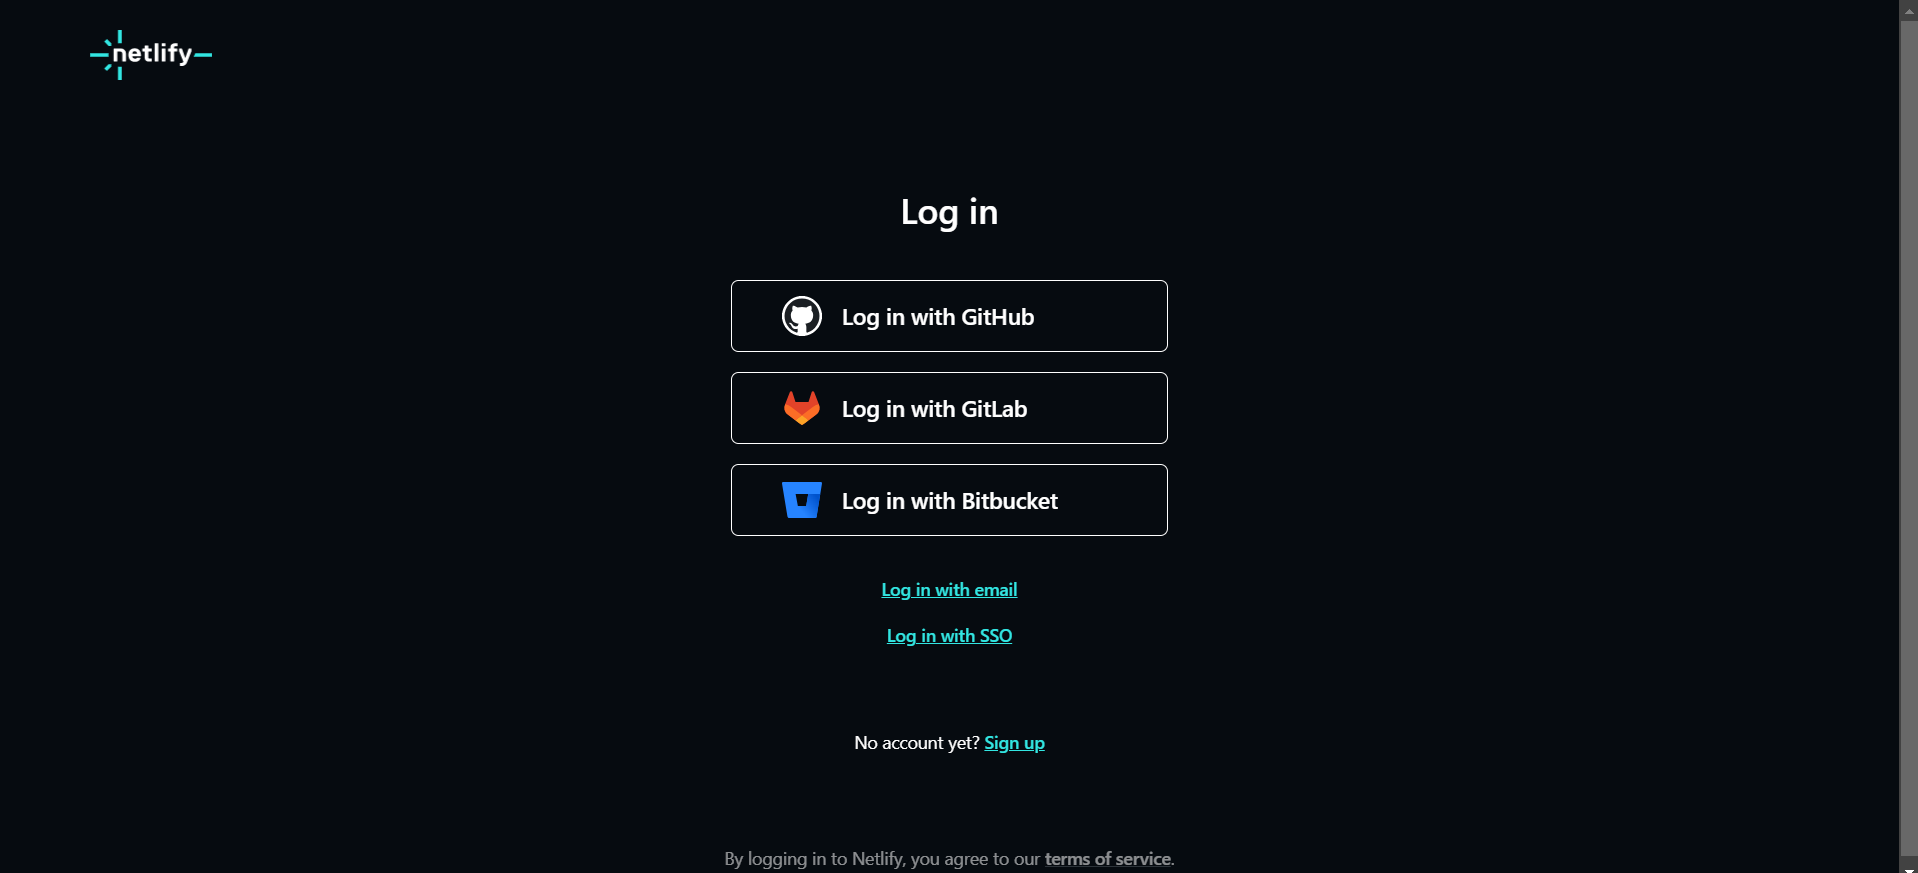 netlify
Log in
Log in with GitHub
Log in with GitLab
Log in with Bitbucket
Log in with email
Log in with SSO
No account yet? Sign up
By logging in to Netlify, you agree to our terms of service.